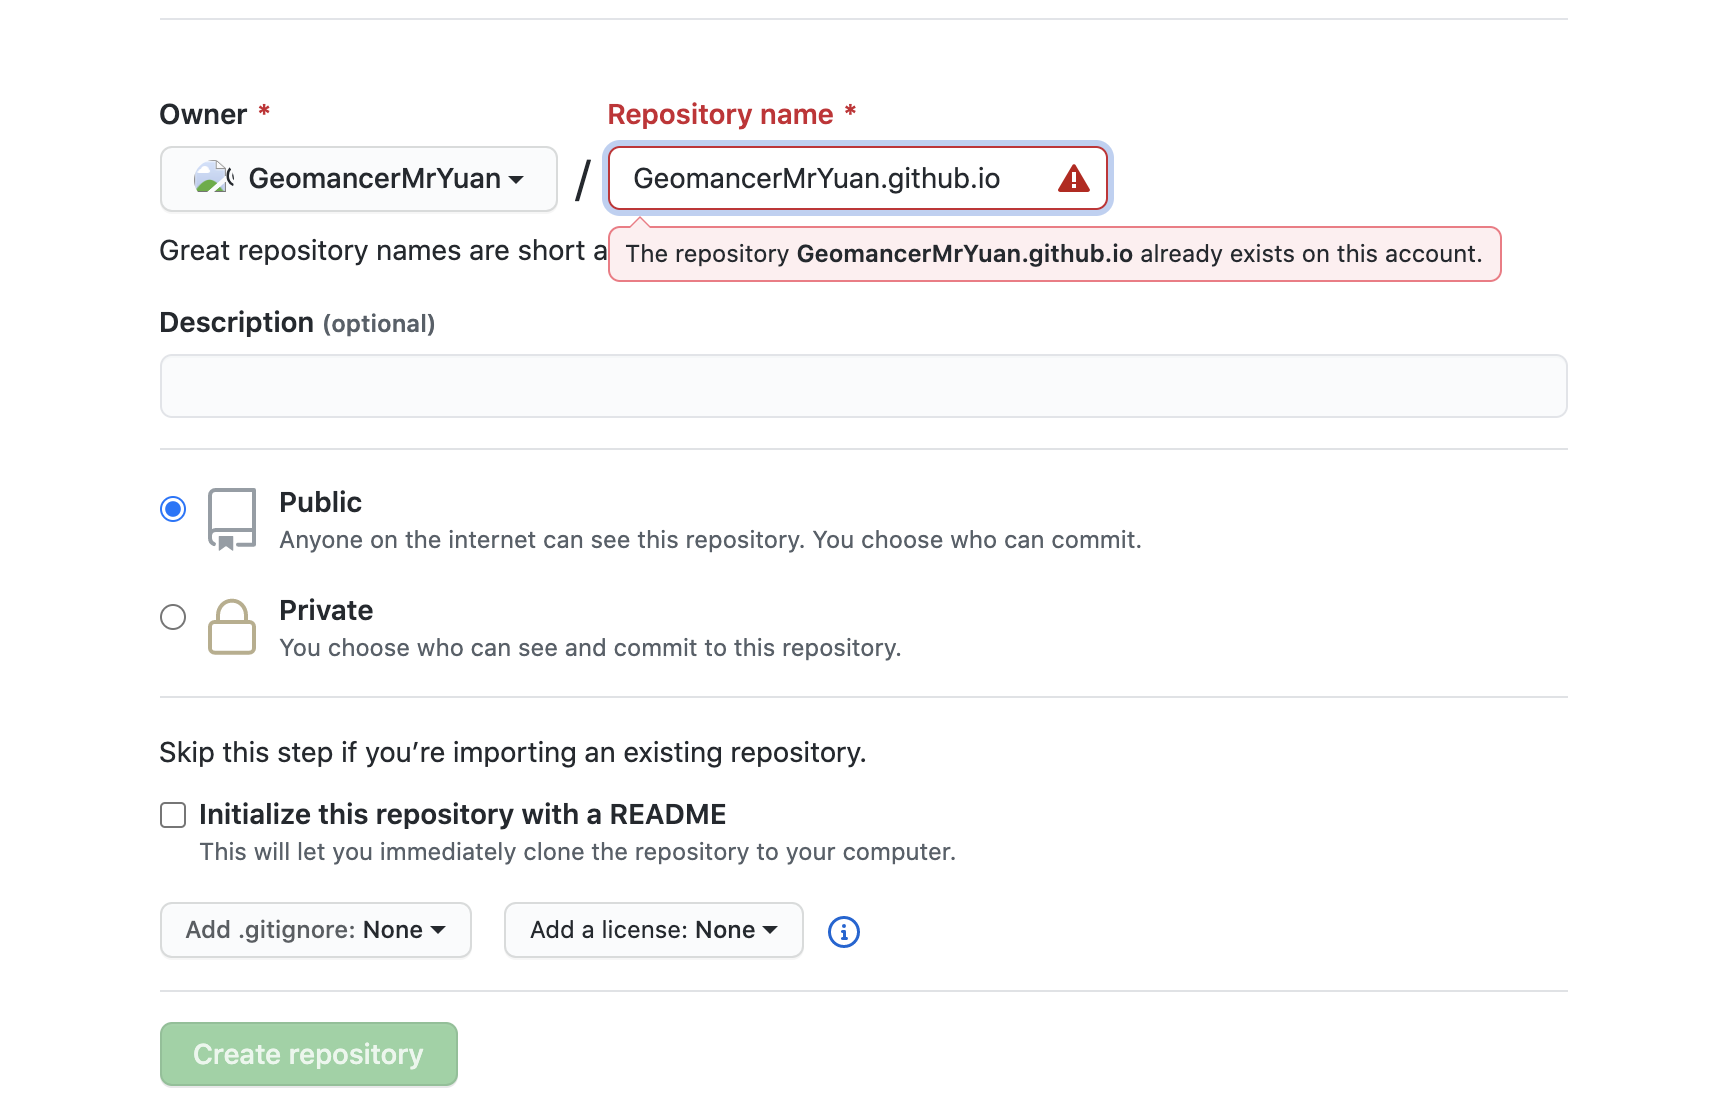 Owner *
Repository name *
GeomancerMrYuan
/
GeomancerMrYuan.github.io
Great repository names are short a
The repository GeomancerMrYuan.github.io already exists on this account.
Description (optional)
Public
Anyone on the internet can see this repository. You choose who can commit.
Private
You choose who can see and commit to this repository.
Skip this step if you’re importing an existing repository.
Initialize this repository with a README
This will let you immediately clone the repository to your computer.
Add .gitignore: None
Add a license: None
Create repository